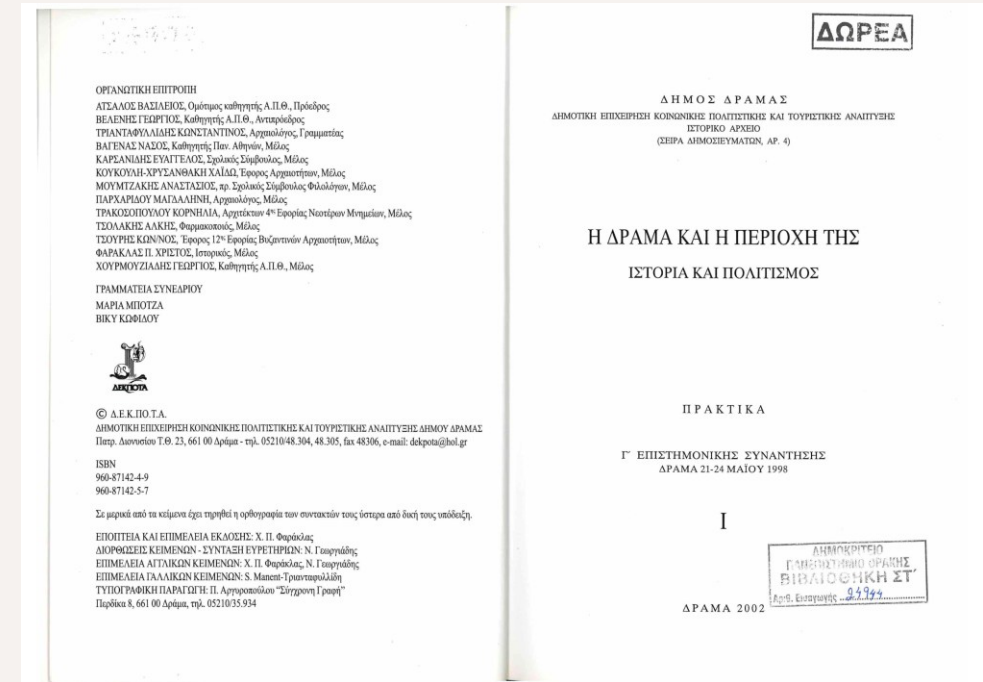 ΟΡΓΑΝΩΤΙΚΗ ΕΠΙΤΡΟΠΗ
ΑΤΣΑΛΟΣ ΒΑΣΙΛΕΙΟΣ, Ομότιμος καθηγητής Α.Π.Θ., Πρόεδρος
ΒΕΛΕΝΗΣ ΓΕΩΡΓΙΟΣ, Καθηγητής Α.Π.Θ., Αντιπρόεδρος
ΤΡΙΑΝΤΑΦΥΛΛΙΔΗΣ ΚΩΝΣΤΑΝΤΙΝΟΣ, Αρχαιολόγος, Γραμματέας
ΒΑΓΕΝΑΣ ΝΑΣΟΣ, Καθηγητής Παν. Αθηνών, Μέλος
ΚΑΡΣΑΝΙΔΗΣ ΕΥΑΓΓΕΛΟΣ, Σχολικός Σύμβουλος, Μέλος
ΚΟΥΚΟΥΛΗ-ΧΡΥΣΑΝΘΑΚΗ ΧΑΪΔΩ, Έφορος Αρχαιοτήτων, Μέλος
ΜΟΥΜΤΖΑΚΗΣ ΑΝΑΣΤΑΣΙΟΣ, πρ. Σχολικός Σύμβουλος Φιλολόγων, Μέλος
ΠΑΡΧΑΡΙΔΟΥ ΜΑΓΔΑΛΗΝΗ, Αρχαιολόγος, Μέλος
ΤΡΑΚΟΣΟΠΟΥΛΟΥ ΚΟΡΝΗΛΙΑ, Αρχιτέκτων 4ης Εφορίας Νεοτέρων Μνημείων, Μέλος
ΤΣΟΛΑΚΗΣ ΑΛΚΗΣ, Φαρμακοποιός, Μέλος
ΤΣΟΥΡΗΣ ΚΩΝ/ΝΟΣ, Έφορος 12ης Εφορίας Βυζαντινών Αρχαιοτήτων, Μέλος
ΦΑΡΑΚΛΑΣ Π. ΧΡΙΣΤΟΣ, Ιστορικός, Μέλος
ΧΟΥΡΜΟΥΖΙΑΔΗΣ ΓΕΩΡΓΙΟΣ, Καθηγητής Α.Π.Θ., Μέλος
ΓΡΑΜΜΑΤΕΙΑ ΣΥΝΕΔΡΙΟΥ
ΜΑΡΙΑ ΜΠΟΤΖΑ
ΒΙΚΥ ΚΩΦΙΔΟΥ
ΔΕΚΠΟΤΑ
© Δ.Ε.Κ.ΠΟ.Τ.Α.
ΔΗΜΟΤΙΚΗ ΕΠΙΧΕΙΡΗΣΗ ΚΟΙΝΩΝΙΚΗΣ ΠΟΛΙΤΙΣΤΙΚΗΣ ΚΑΙ ΤΟΥΡΙΣΤΙΚΗΣ ΑΝΑΠΤΥΞΗΣ ΔΗΜΟΥ ΔΡΑΜΑΣ
Πατρ. Διονυσίου Τ.Θ. 23, 661 00 Δράμα - τηλ. 05210/48.304, 48.305, fax 48306, e-mail: dekpota@hol.gr
ISBN
960-87142-4-9
960-87142-5-7
Σε μερικά από τα κείμενα έχει τηρηθεί η ορθογραφία των συντακτών τους ύστερα από δική τους υπόδειξη.
ΕΠΟΠΤΕΙΑ ΚΑΙ ΕΠΙΜΕΛΕΙΑ ΕΚΔΟΣΗΣ: Χ. Π. Φαράκλας
ΔΙΟΡΘΩΣΕΙΣ ΚΕΙΜΕΝΩΝ - ΣΥΝΤΑΞΗ ΕΥΡΕΤΗΡΙΩΝ: Ν. Γεωργιάδης
ΕΠΙΜΕΛΕΙΑ ΑΓΓΛΙΚΩΝ ΚΕΙΜΕΝΩΝ: Χ. Π. Φαράκλας, Ν. Γεωργιάδης
ΕΠΙΜΕΛΕΙΑ ΓΑΛΛΙΚΩΝ ΚΕΙΜΕΝΩΝ: S. Manent-Τριανταφυλλίδη
ΤΥΠΟΓΡΑΦΙΚΗ ΠΑΡΑΓΩΓΗ: Π. Αργυροπούλου "Σύγχρονη Γραφή"
Περδίκα 8, 661 00 Δράμα, τηλ. 05210/35.934
ΔΩΡΕΑ
ΔΗΜΟΣ ΔΡΑΜΑΣ
ΔΗΜΟΤΙΚΗ ΕΠΙΧΕΙΡΗΣΗ ΚΟΙΝΩΝΙΚΗΣ ΠΟΛΙΤΙΣΤΙΚΗΣ ΚΑΙ ΤΟΥΡΙΣΤΙΚΗΣ ΑΝΑΠΤΥΞΗΣ
ΙΣΤΟΡΙΚΟ ΑΡΧΕΙΟ
(ΣΕΙΡΑ ΔΗΜΟΣΙΕΥΜΑΤΩΝ, ΑΡ. 4)
Η ΔΡΑΜΑ ΚΑΙ Η ΠΕΡΙΟΧΗ ΤΗΣ
ΙΣΤΟΡΙΑ ΚΑΙ ΠΟΛΙΤΙΣΜΟΣ
ΠΡΑΚΤΙΚΑ
Γ΄ ΕΠΙΣΤΗΜΟΝΙΚΗΣ ΣΥΝΑΝΤΗΣΗΣ
ΔΡΑΜΑ 21-24 ΜΑΪΟΥ 1998
I
ΔΗΜΟΚΡΙΤΕΙΟ
ΠΑΝΕΠΙΣΤΗΜΙΟ ΘΡΑΚΗΣ
ΒΙΒΛΙΟΘΗΚΗ ΣΤ΄
Αριθ. Εισαγωγής 24944
ΔΡΑΜΑ 2002